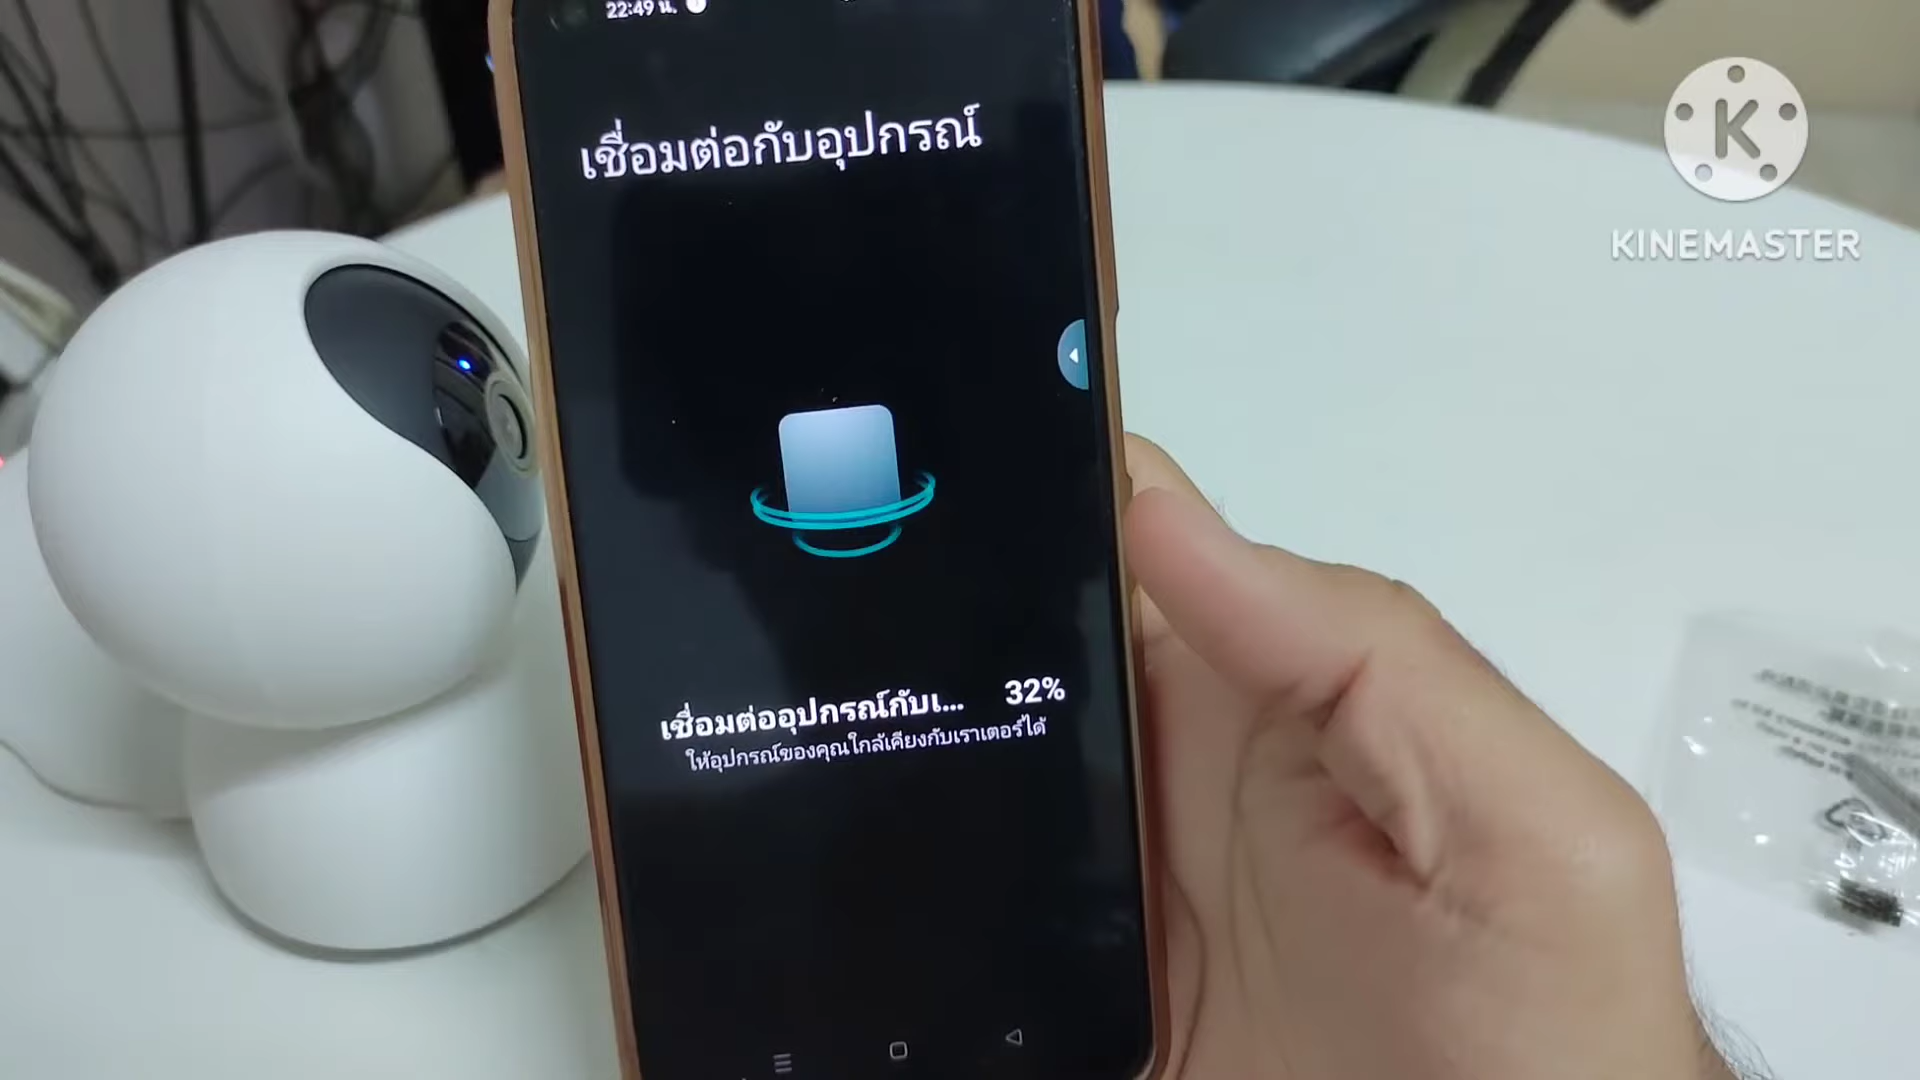 22:49 น.
เชื่อมต่อกับอุปกรณ์
เชื่อมต่ออุปกรณ์กับเ... 32%
ให้อุปกรณ์ของคุณใกล้เคียงกับเราเตอร์ได้
K
KINEMASTER